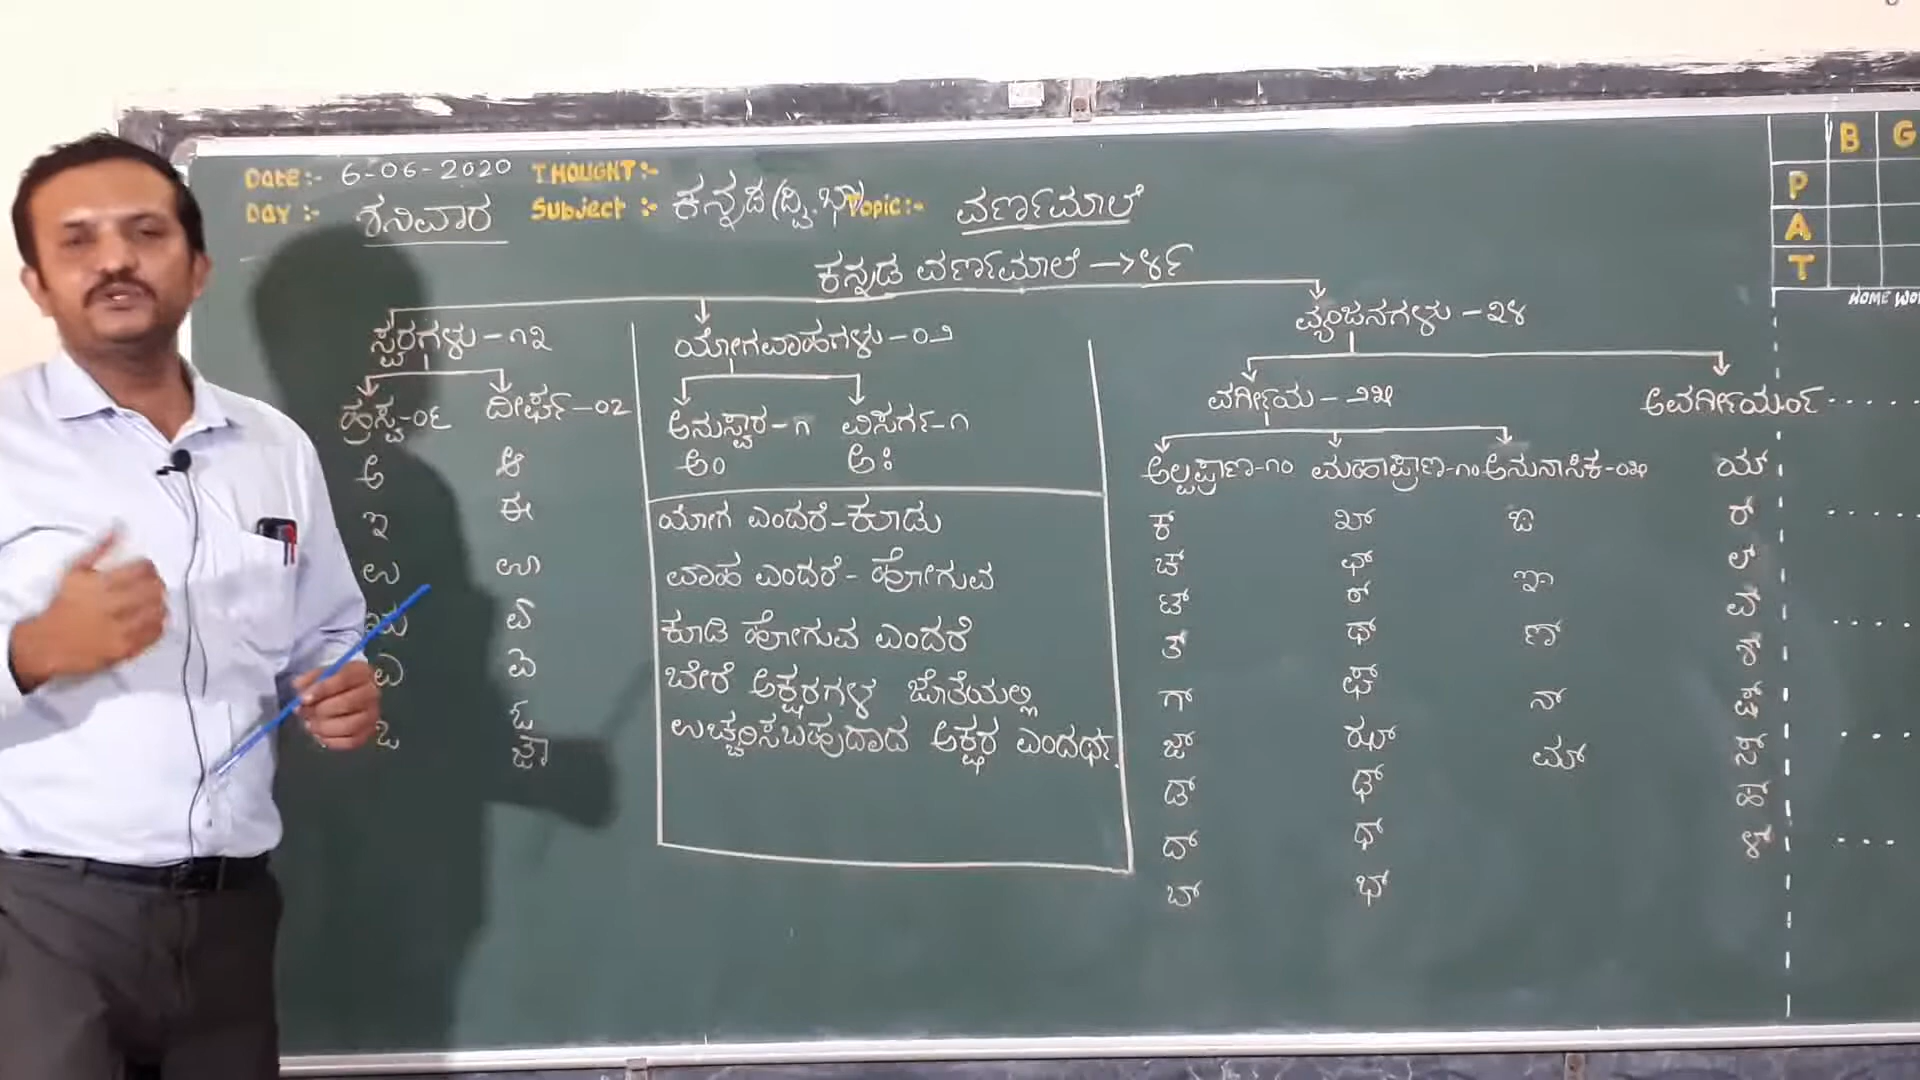 Date:- 6-06-2020 THOUGHT:-
DAY :- ಶನಿವಾರ Subject :- ಕನ್ನಡ (ದ್ವಿ.ಭಾ) Topic:- ವರ್ಣಮಾಲೆ
B G
P
A
T
HOME WO
ಕನ್ನಡ ವರ್ಣಮಾಲೆ → ೪೯
ಸ್ವರಗಳು - ೧೩ ಯೋಗವಾಹಗಳು - ೦೨ ವ್ಯಂಜನಗಳು - ೩೪
ಹ್ರಸ್ವ-೦೬ ದೀರ್ಘ - ೦೭ ಅನುಸ್ವಾರ - ೧ ವಿಸರ್ಗ - ೧ ವರ್ಗೀಯ - ೨೫ ಅವರ್ಗೀಯ-೦೯
ಅಂ ಅಃ
ಅಲ್ಪಪ್ರಾಣ-೧೦ ಮಹಾಪ್ರಾಣ-೧೦ ಅನುನಾಸಿಕ-೦೫
ಅ ಆ
ಇ ಈ
ಉ ಊ
ಋ ಏ
ಎ ಐ
ಒ ಓ
ಔ
ಯೋಗ ಎಂದರೆ - ಕೂಡು
ವಾಹ ಎಂದರೆ - ಹೋಗುವ
ಕೂಡಿ ಹೋಗುವ ಎಂದರೆ
ಬೇರೆ ಅಕ್ಷರಗಳ ಜೊತೆಯಲ್ಲಿ
ಉಚ್ಚರಿಸಬಹುದಾದ ಅಕ್ಷರ ಎಂದರ್ಥ.
ಕ್ ಖ್ ಙ
ಚ್ ಛ್ ಞ
ಟ್ ಠ್ ಣ್
ತ್ ಥ್ ನ್
ಗ್ ಫ್ ಮ್
ಜ್ ಝ್
ಡ್ ಢ್
ದ್ ಧ್
ಬ್ ಭ್
ಯ್
ರ್
ಲ್
ವ್
ಶ್
ಷ್
ಸ್
ಹ್
ಳ್